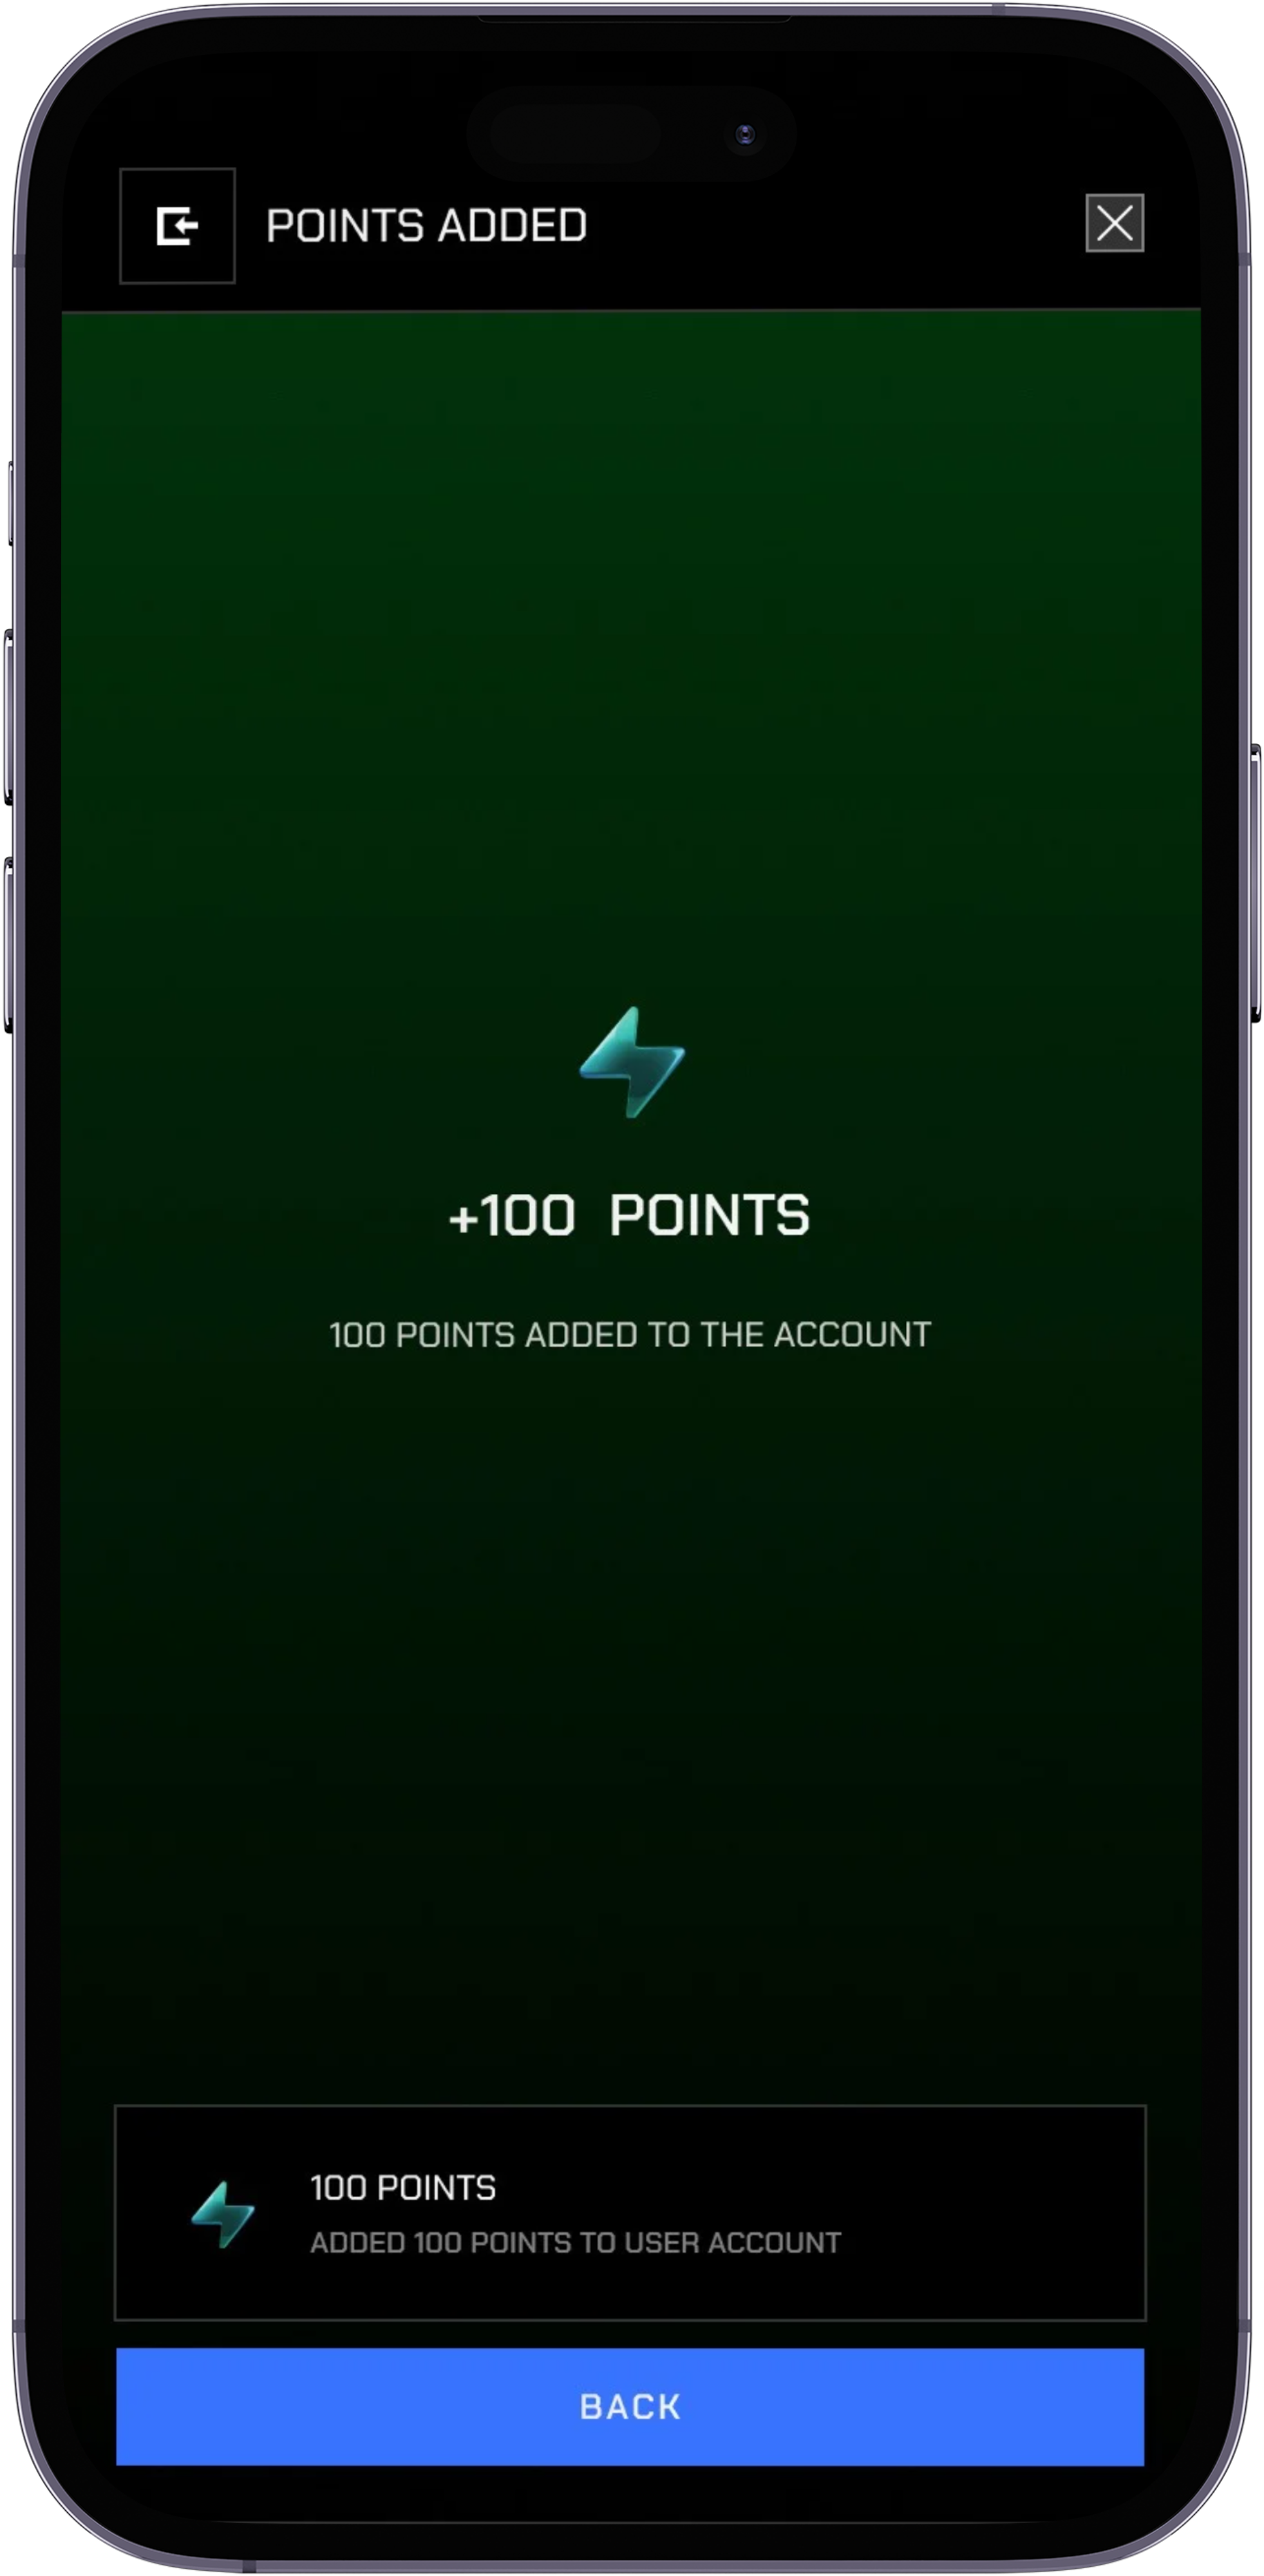 POINTS ADDED
+100 POINTS
100 POINTS ADDED TO THE ACCOUNT
100 POINTS
ADDED 100 POINTS TO USER ACCOUNT
BACK